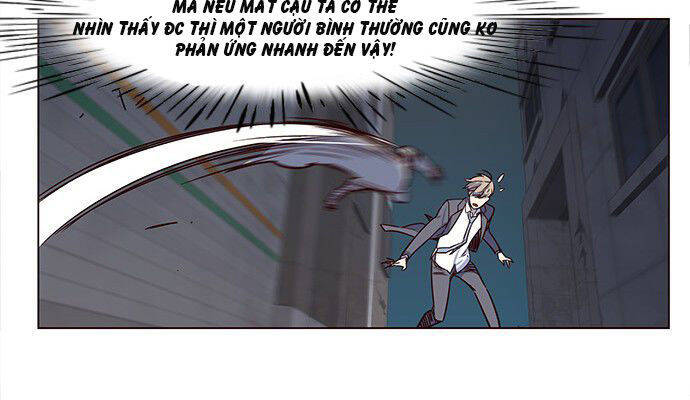 MÀ NẾU MẮT CẬU TA CÓ THỂ
NHÌN THẤY ĐC THÌ MỘT NGƯỜI BÌNH THƯỜNG CŨNG KO
PHẢN ỨNG NHANH ĐẾN VẬY!